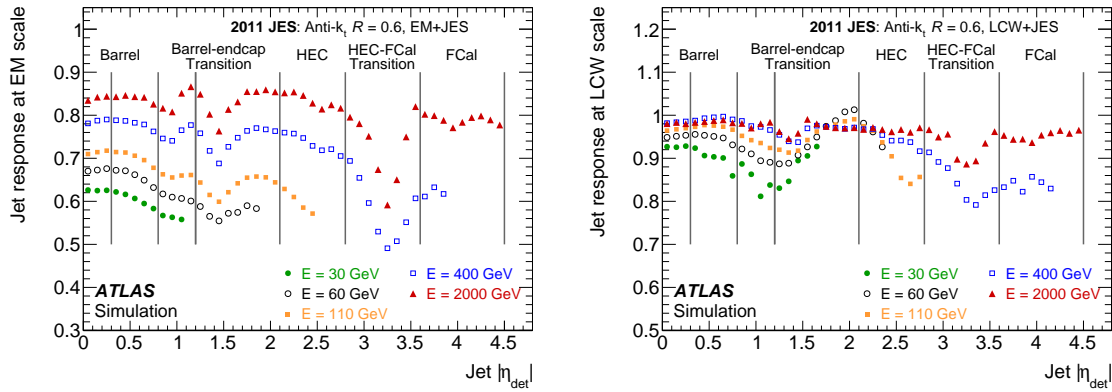 2011 JES: Anti-kt R = 0.6, EM+JES
Barrel
Barrel-endcap
Transition
HEC
HEC-FCal
Transition
FCal
Jet response at EM scale
1
0.9
0.8
0.7
0.6
0.5
0.4
0.3
E = 30 GeV
E = 60 GeV
E = 110 GeV
E = 400 GeV
E = 2000 GeV
ATLAS
Simulation
0 0.5 1 1.5 2 2.5 3 3.5 4 4.5
Jet |ηdet|
2011 JES: Anti-kt R = 0.6, LCW+JES
Barrel
Barrel-endcap
Transition
HEC
HEC-FCal
Transition
FCal
Jet response at LCW scale
1.2
1.1
1
0.9
0.8
0.7
0.6
0.5
0.4
E = 30 GeV
E = 60 GeV
E = 110 GeV
E = 400 GeV
E = 2000 GeV
ATLAS
Simulation
0 0.5 1 1.5 2 2.5 3 3.5 4 4.5
Jet |ηdet|